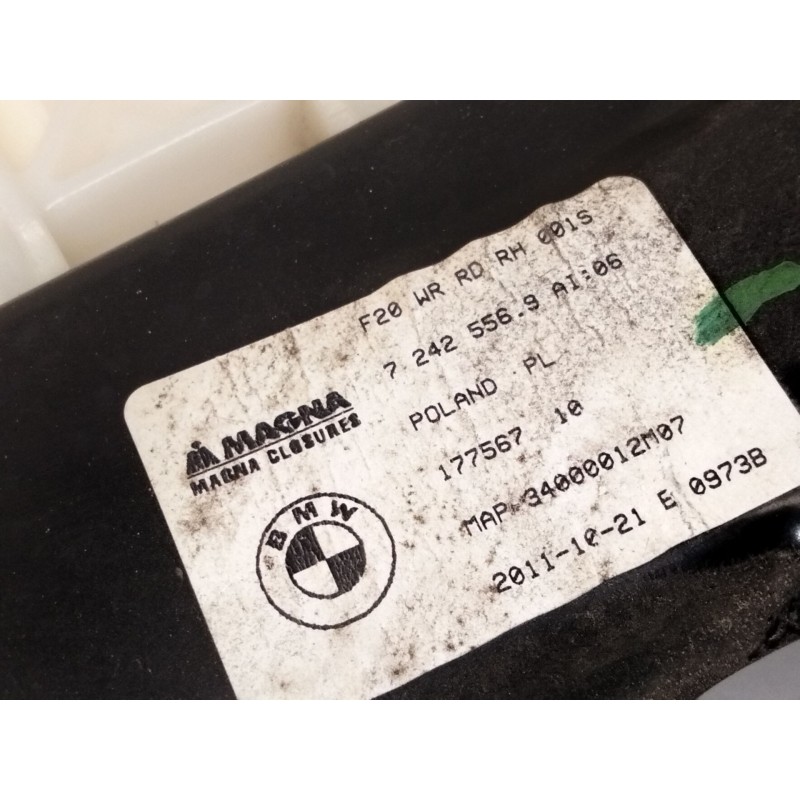 F20 WR RD RH 001S
7 242 556.9 AI:06
POLAND PL
177567 10
MAP 34000012M07
2011-10-21 E 0973B
MAGNA
MAGNA CLOSURES
BMW